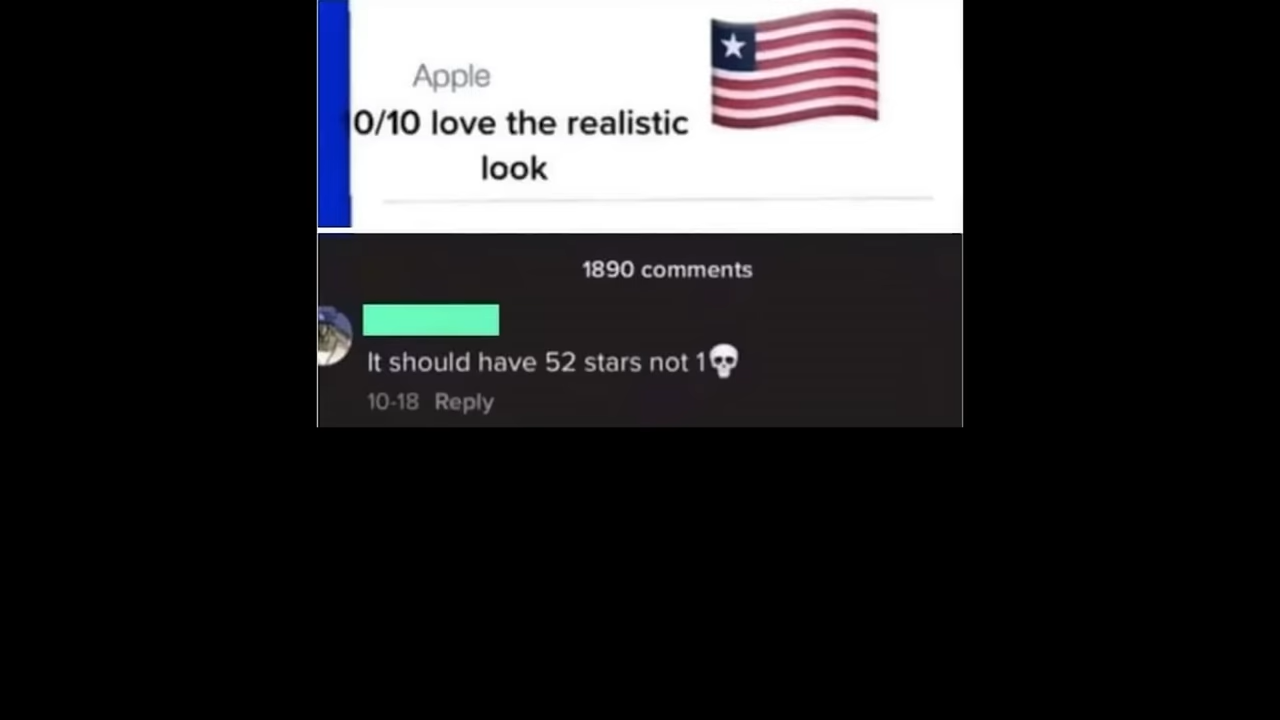 Apple
0/10 love the realistic
look
1890 comments
It should have 52 stars not 1💀
10-18 Reply